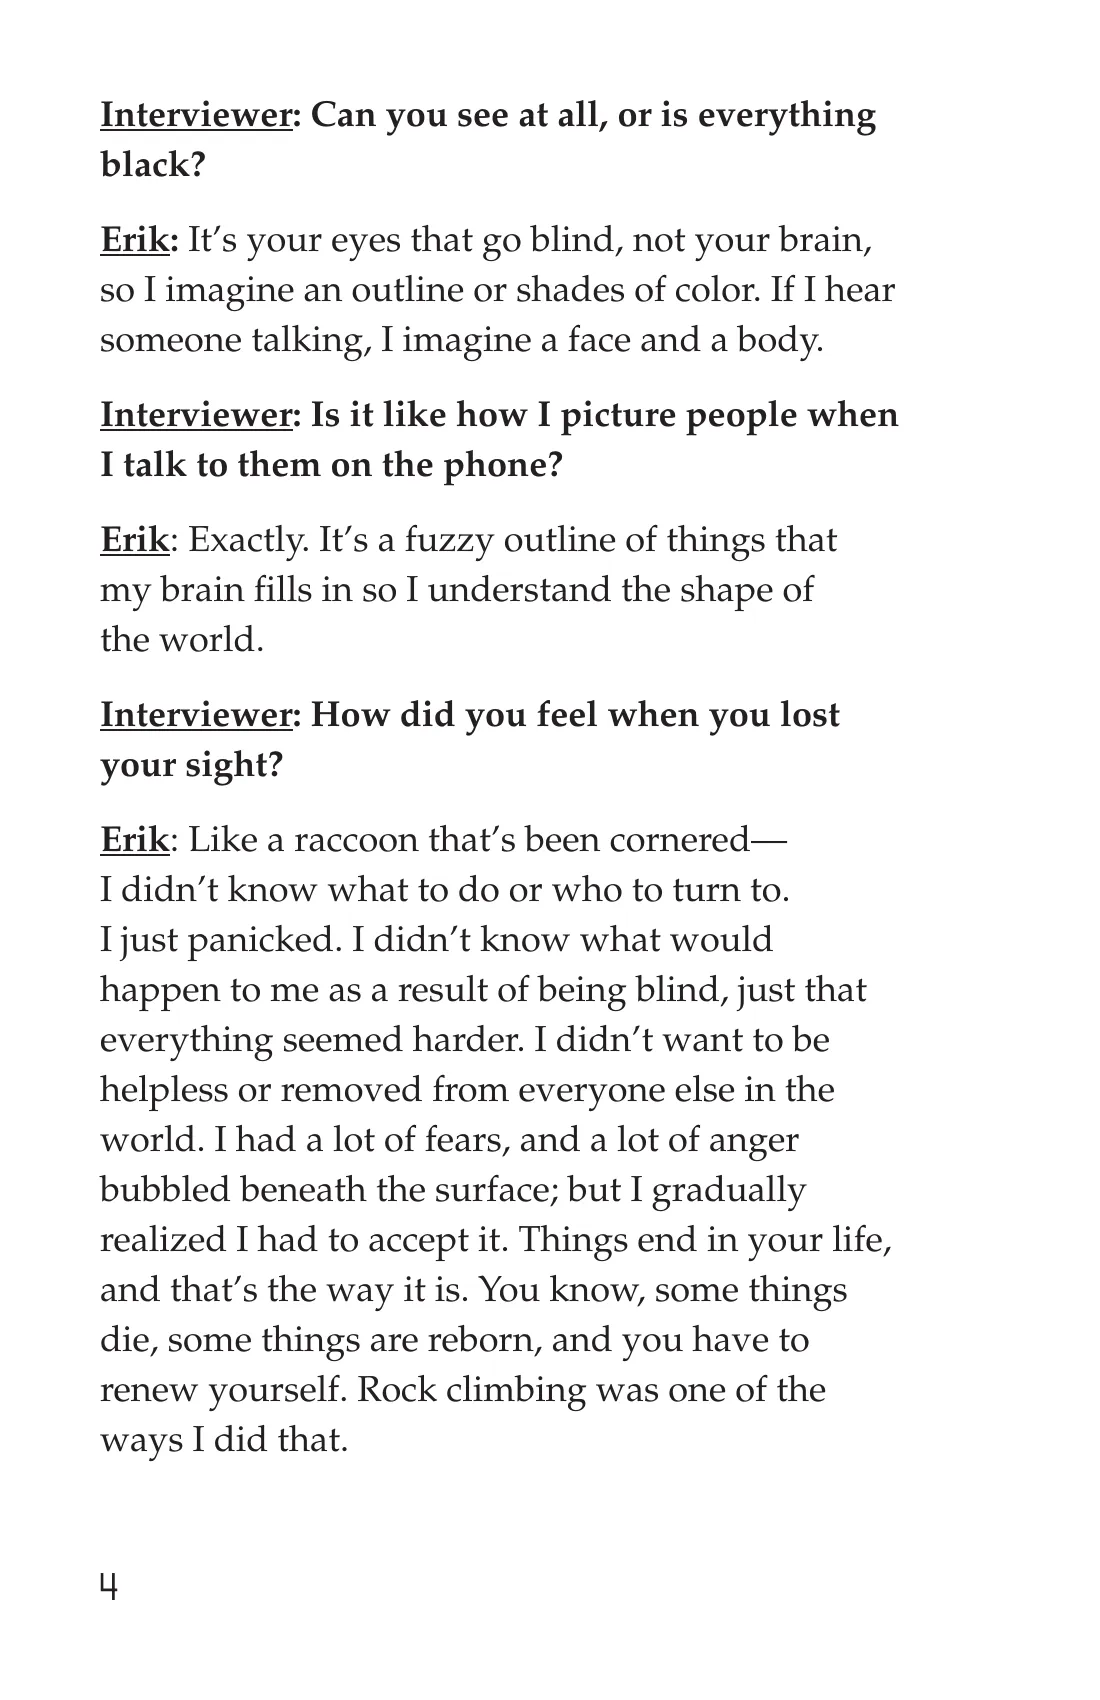 Interviewer: Can you see at all, or is everything
black?
Erik: It’s your eyes that go blind, not your brain,
so I imagine an outline or shades of color. If I hear
someone talking, I imagine a face and a body.
Interviewer: Is it like how I picture people when
I talk to them on the phone?
Erik: Exactly. It’s a fuzzy outline of things that
my brain fills in so I understand the shape of
the world.
Interviewer: How did you feel when you lost
your sight?
Erik: Like a raccoon that’s been cornered—
I didn’t know what to do or who to turn to.
I just panicked. I didn’t know what would
happen to me as a result of being blind, just that
everything seemed harder. I didn’t want to be
helpless or removed from everyone else in the
world. I had a lot of fears, and a lot of anger
bubbled beneath the surface; but I gradually
realized I had to accept it. Things end in your life,
and that’s the way it is. You know, some things
die, some things are reborn, and you have to
renew yourself. Rock climbing was one of the
ways I did that.
4